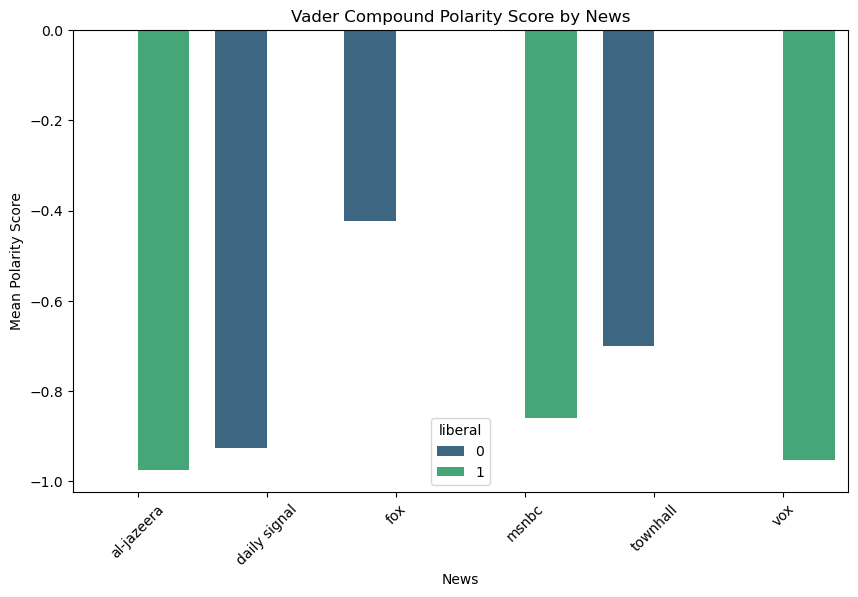 Vader Compound Polarity Score by News
Mean Polarity Score
0.0
−0.2
−0.4
−0.6
−0.8
−1.0
liberal
0
1
al-jazeera
daily signal
fox
msnbc
townhall
vox
News